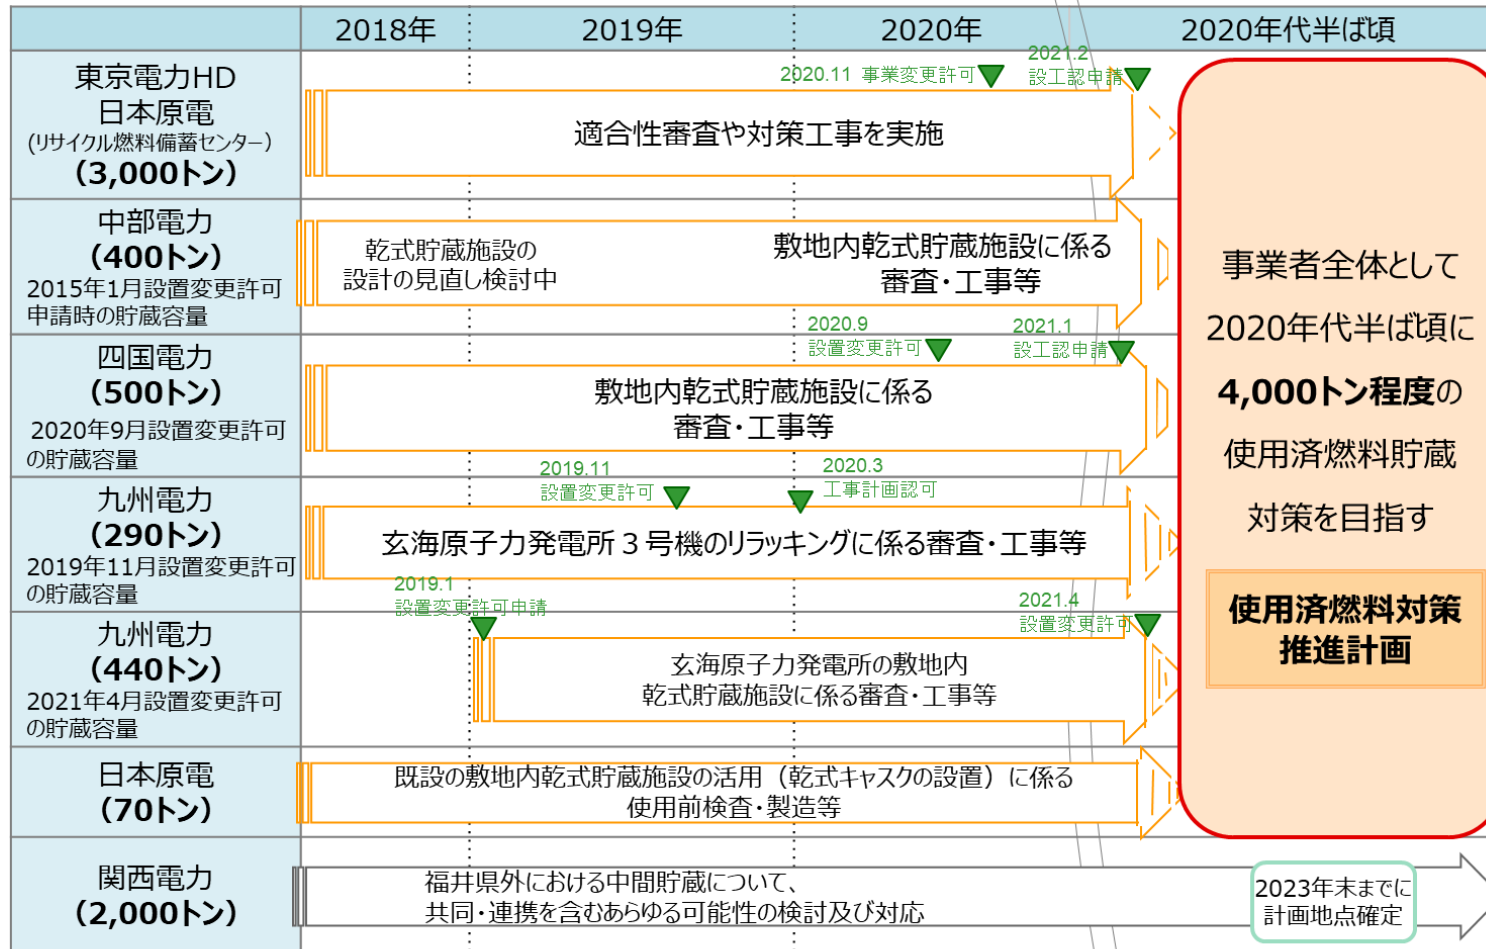 2018年
2019年
2020年
2020年代半ば頃
東京電力HD
日本原電
(リサイクル燃料備蓄センター)
(3,000トン)
2020.11 事業変更許可
2021.2
設工認申請
適合性審査や対策工事を実施
中部電力
(400トン)
2015年1月設置変更許可
申請時の貯蔵容量
乾式貯蔵施設の
設計の見直し検討中
敷地内乾式貯蔵施設に係る
審査・工事等
四国電力
(500トン)
2020年9月設置変更許可
の貯蔵容量
2020.9
設置変更許可
2021.1
設工認申請
敷地内乾式貯蔵施設に係る
審査・工事等
九州電力
(290トン)
2019年11月設置変更許可
の貯蔵容量
2019.11
設置変更許可
2020.3
工事計画認可
玄海原子力発電所3号機のリラッキングに係る審査・工事等
九州電力
(440トン)
2021年4月設置変更許可
の貯蔵容量
2019.1
設置変更許可申請
2021.4
設置変更許可
玄海原子力発電所の敷地内
乾式貯蔵施設に係る審査・工事等
日本原電
(70トン)
既設の敷地内乾式貯蔵施設の活用（乾式キャスクの設置）に係る
使用前検査・製造等
関西電力
(2,000トン)
福井県外における中間貯蔵について、
共同・連携を含むあらゆる可能性の検討及び対応
2023年末までに
計画地点確定
事業者全体として
2020年代半ば頃に
4,000トン程度の
使用済燃料貯蔵
対策を目指す
使用済燃料対策
推進計画